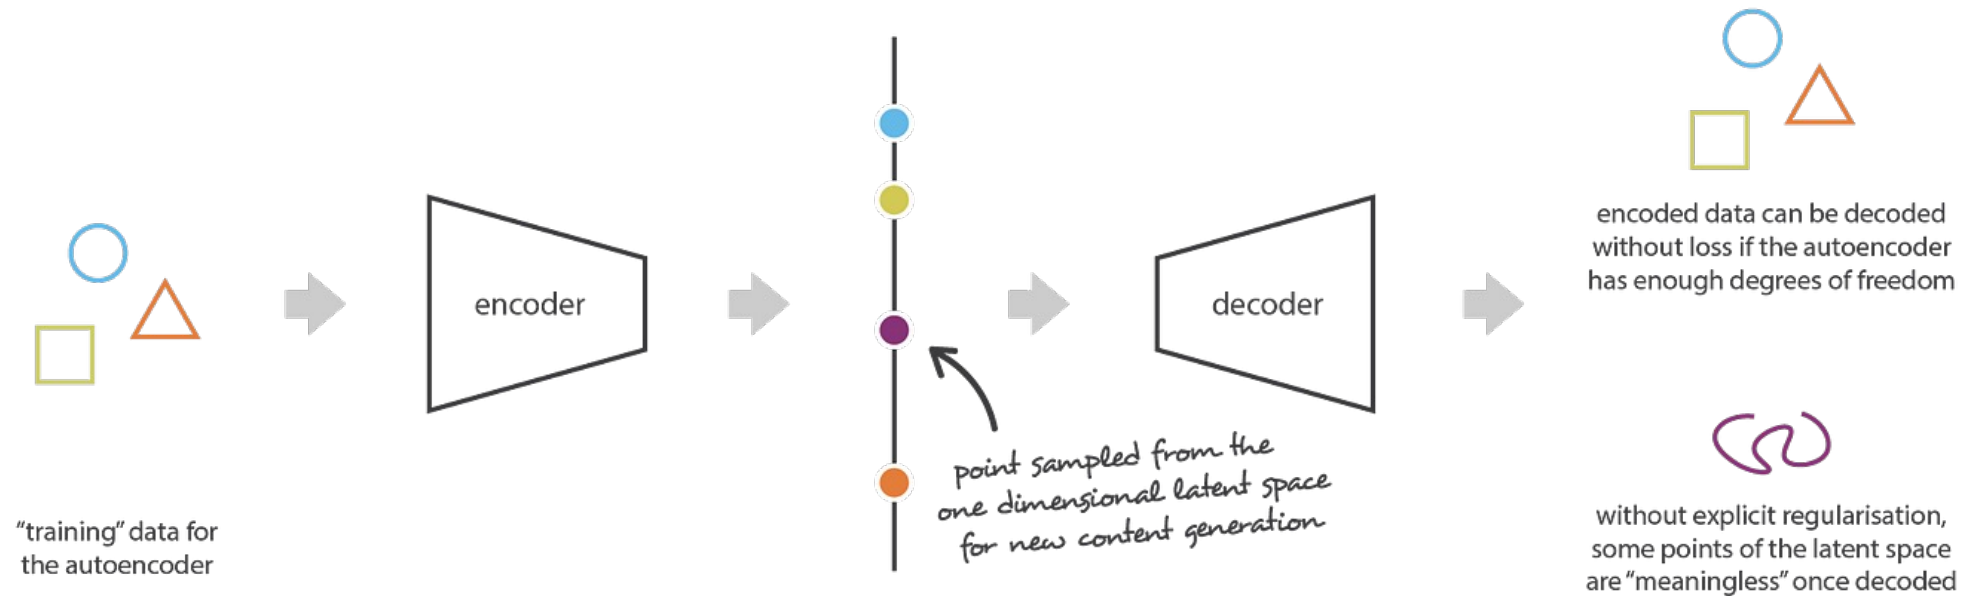 "training" data for
the autoencoder
encoder
point sampled from the
one dimensional latent space
for new content generation
decoder
encoded data can be decoded
without loss if the autoencoder
has enough degrees of freedom
without explicit regularisation,
some points of the latent space
are "meaningless" once decoded